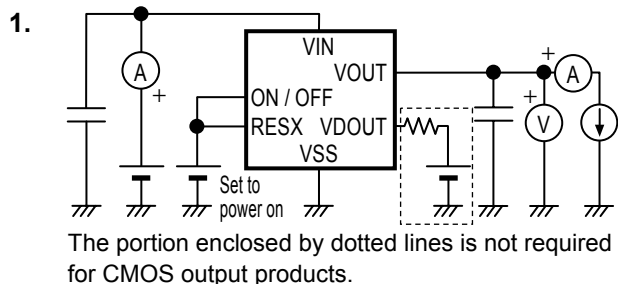 1.
VIN
VOUT
A
+
ON / OFF
RESX VDOUT
VSS
Set to
power on
+
A
+
V
The portion enclosed by dotted lines is not required
for CMOS output products.